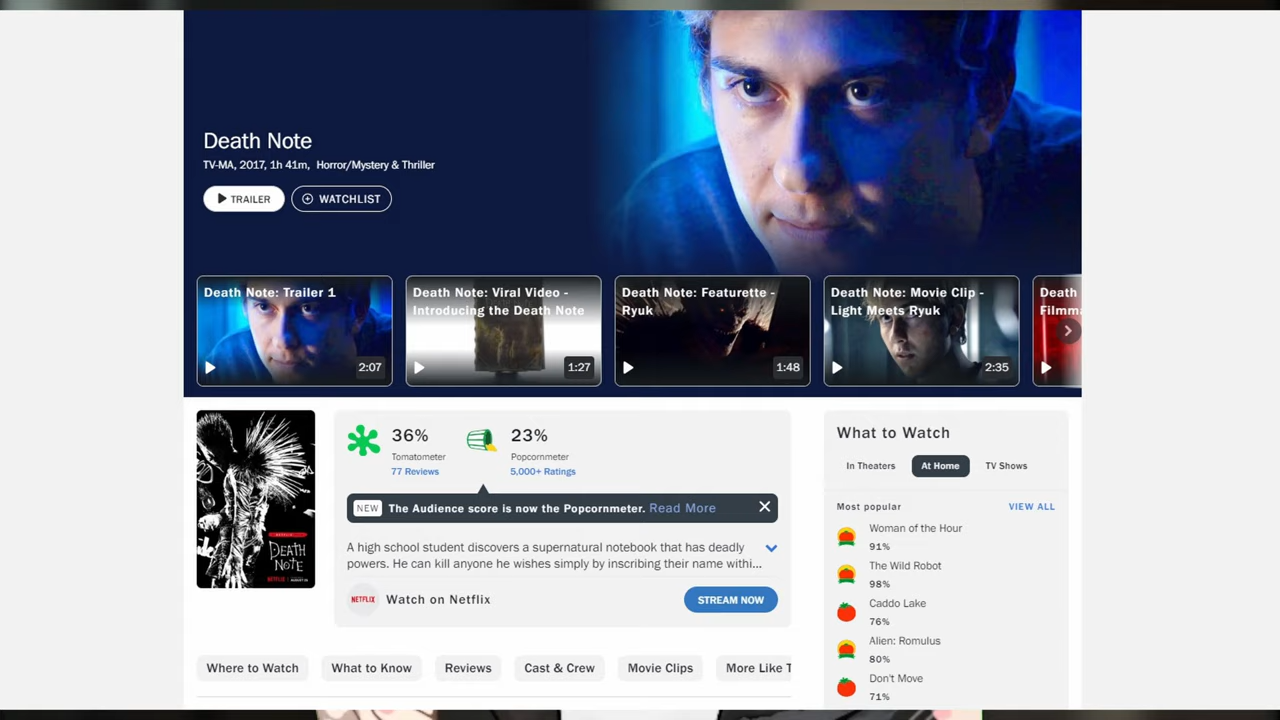 Death Note
TV-MA, 2017, 1h 41m, Horror/Mystery & Thriller
TRAILER
WATCHLIST
Death Note: Trailer 1
2:07
Death Note: Viral Video -
Introducing the Death Note
1:27
Death Note: Featurette -
Ryuk
1:48
Death Note: Movie Clip -
Light Meets Ryuk
2:35
Death
Filmm
36%
Tomatometer
77 Reviews
23%
Popcornmeter
5,000+ Ratings
NEW The Audience score is now the Popcornmeter. Read More
A high school student discovers a supernatural notebook that has deadly
powers. He can kill anyone he wishes simply by inscribing their name withi...
NETFLIX
Watch on Netflix
STREAM NOW
DEATH
NOTE
NETFLIX
Where to Watch
What to Know
Reviews
Cast & Crew
Movie Clips
More Like T
What to Watch
In Theaters
At Home
TV Shows
Most popular
VIEW ALL
Woman of the Hour
91%
The Wild Robot
98%
Caddo Lake
76%
Alien: Romulus
80%
Don't Move
71%